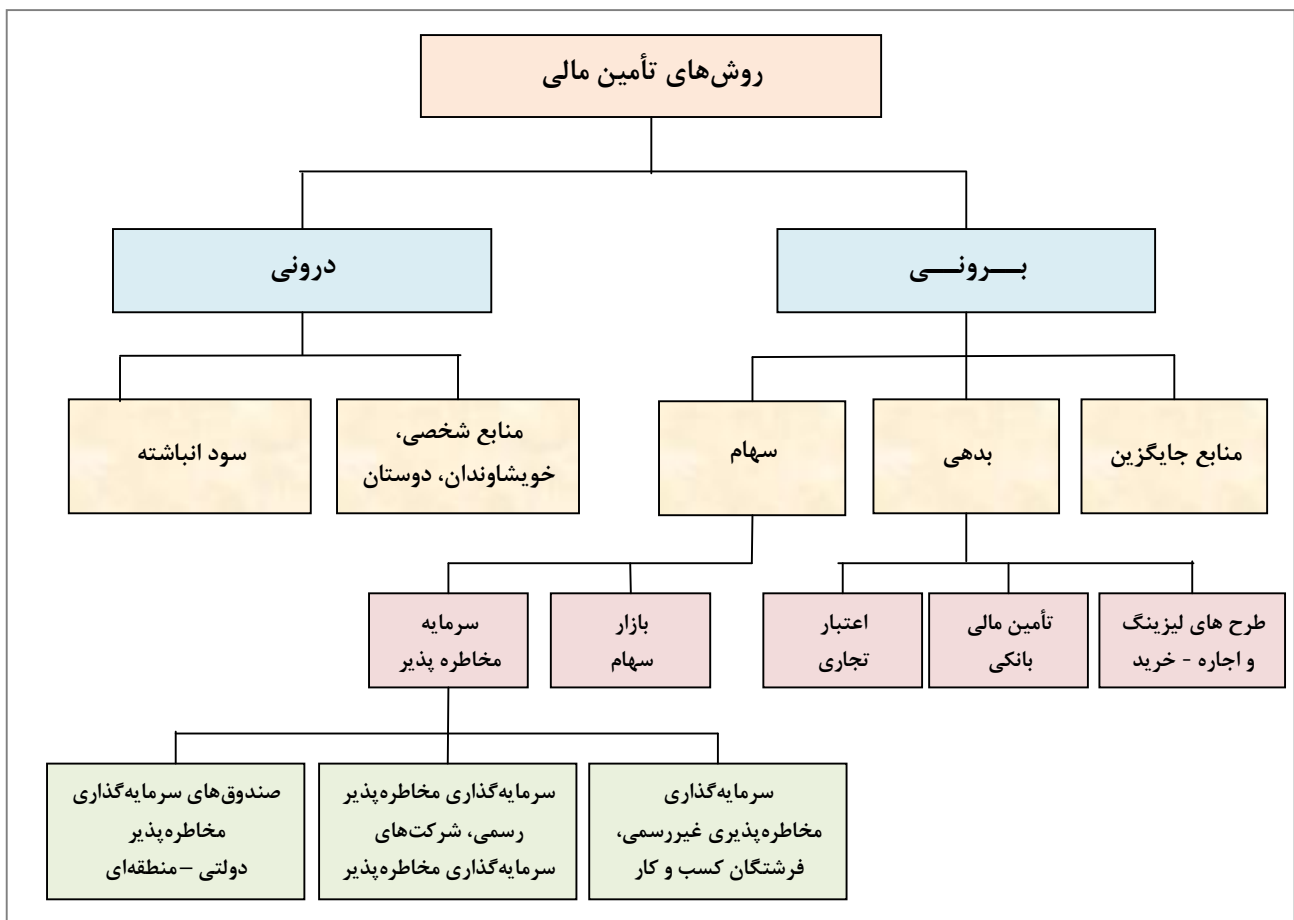 روش‌های تأمین مالی
بـــرونـــی
درونی
منابع جایگزین
بدهی
سهام
منابع شخصی،
خویشاوندان، دوستان
سود انباشته
طرح های لیزینگ
و اجاره - خرید
تأمین مالی
بانکی
اعتبار
تجاری
بازار
سهام
سرمایه
مخاطره پذیر
سرمایه‌گذاری
مخاطره‌پذیری غیررسمی،
فرشتگان کسب و کار
سرمایه‌گذاری مخاطره‌پذیر
رسمی، شرکت‌های
سرمایه‌گذاری مخاطره‌پذیر
صندوق‌های سرمایه‌گذاری
مخاطره‌پذیر
دولتی – منطقه‌ای